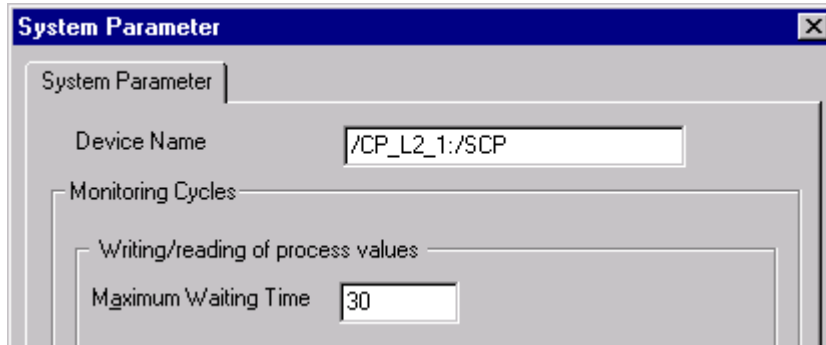 System Parameter
System Parameter
Device Name /CP_L2_1:/SCP
Monitoring Cycles
Writing/reading of process values
Maximum Waiting Time 30